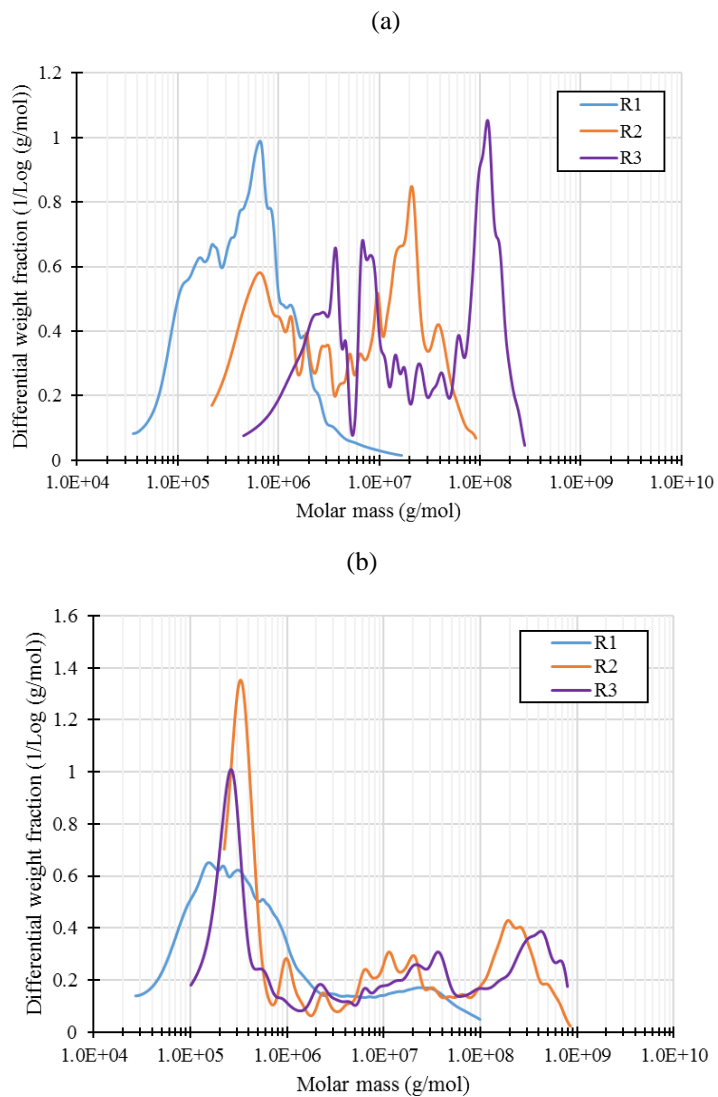 (a)
1.2
1
0.8
0.6
0.4
0.2
0
Differential weight fraction (1/Log (g/mol))
R1
R2
R3
1.0E+04 1.0E+05 1.0E+06 1.0E+07 1.0E+08 1.0E+09 1.0E+10
Molar mass (g/mol)
(b)
1.6
1.4
1.2
1
0.8
0.6
0.4
0.2
0
Differential weight fraction (1/Log (g/mol))
R1
R2
R3
1.0E+04 1.0E+05 1.0E+06 1.0E+07 1.0E+08 1.0E+09 1.0E+10
Molar mass (g/mol)